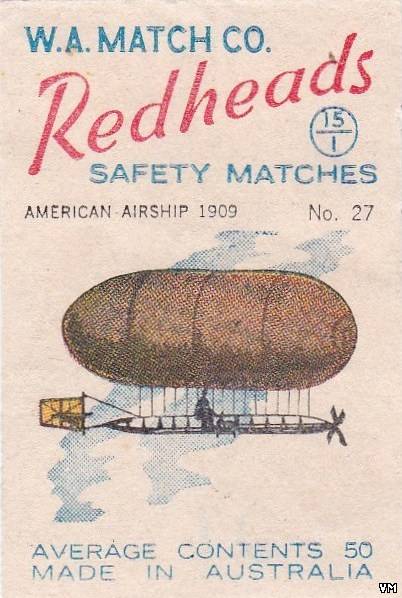 W.A. MATCH CO.
Redheads
15
1
SAFETY MATCHES
AMERICAN AIRSHIP 1909 No. 27
AVERAGE CONTENTS 50
MADE IN AUSTRALIA
VM